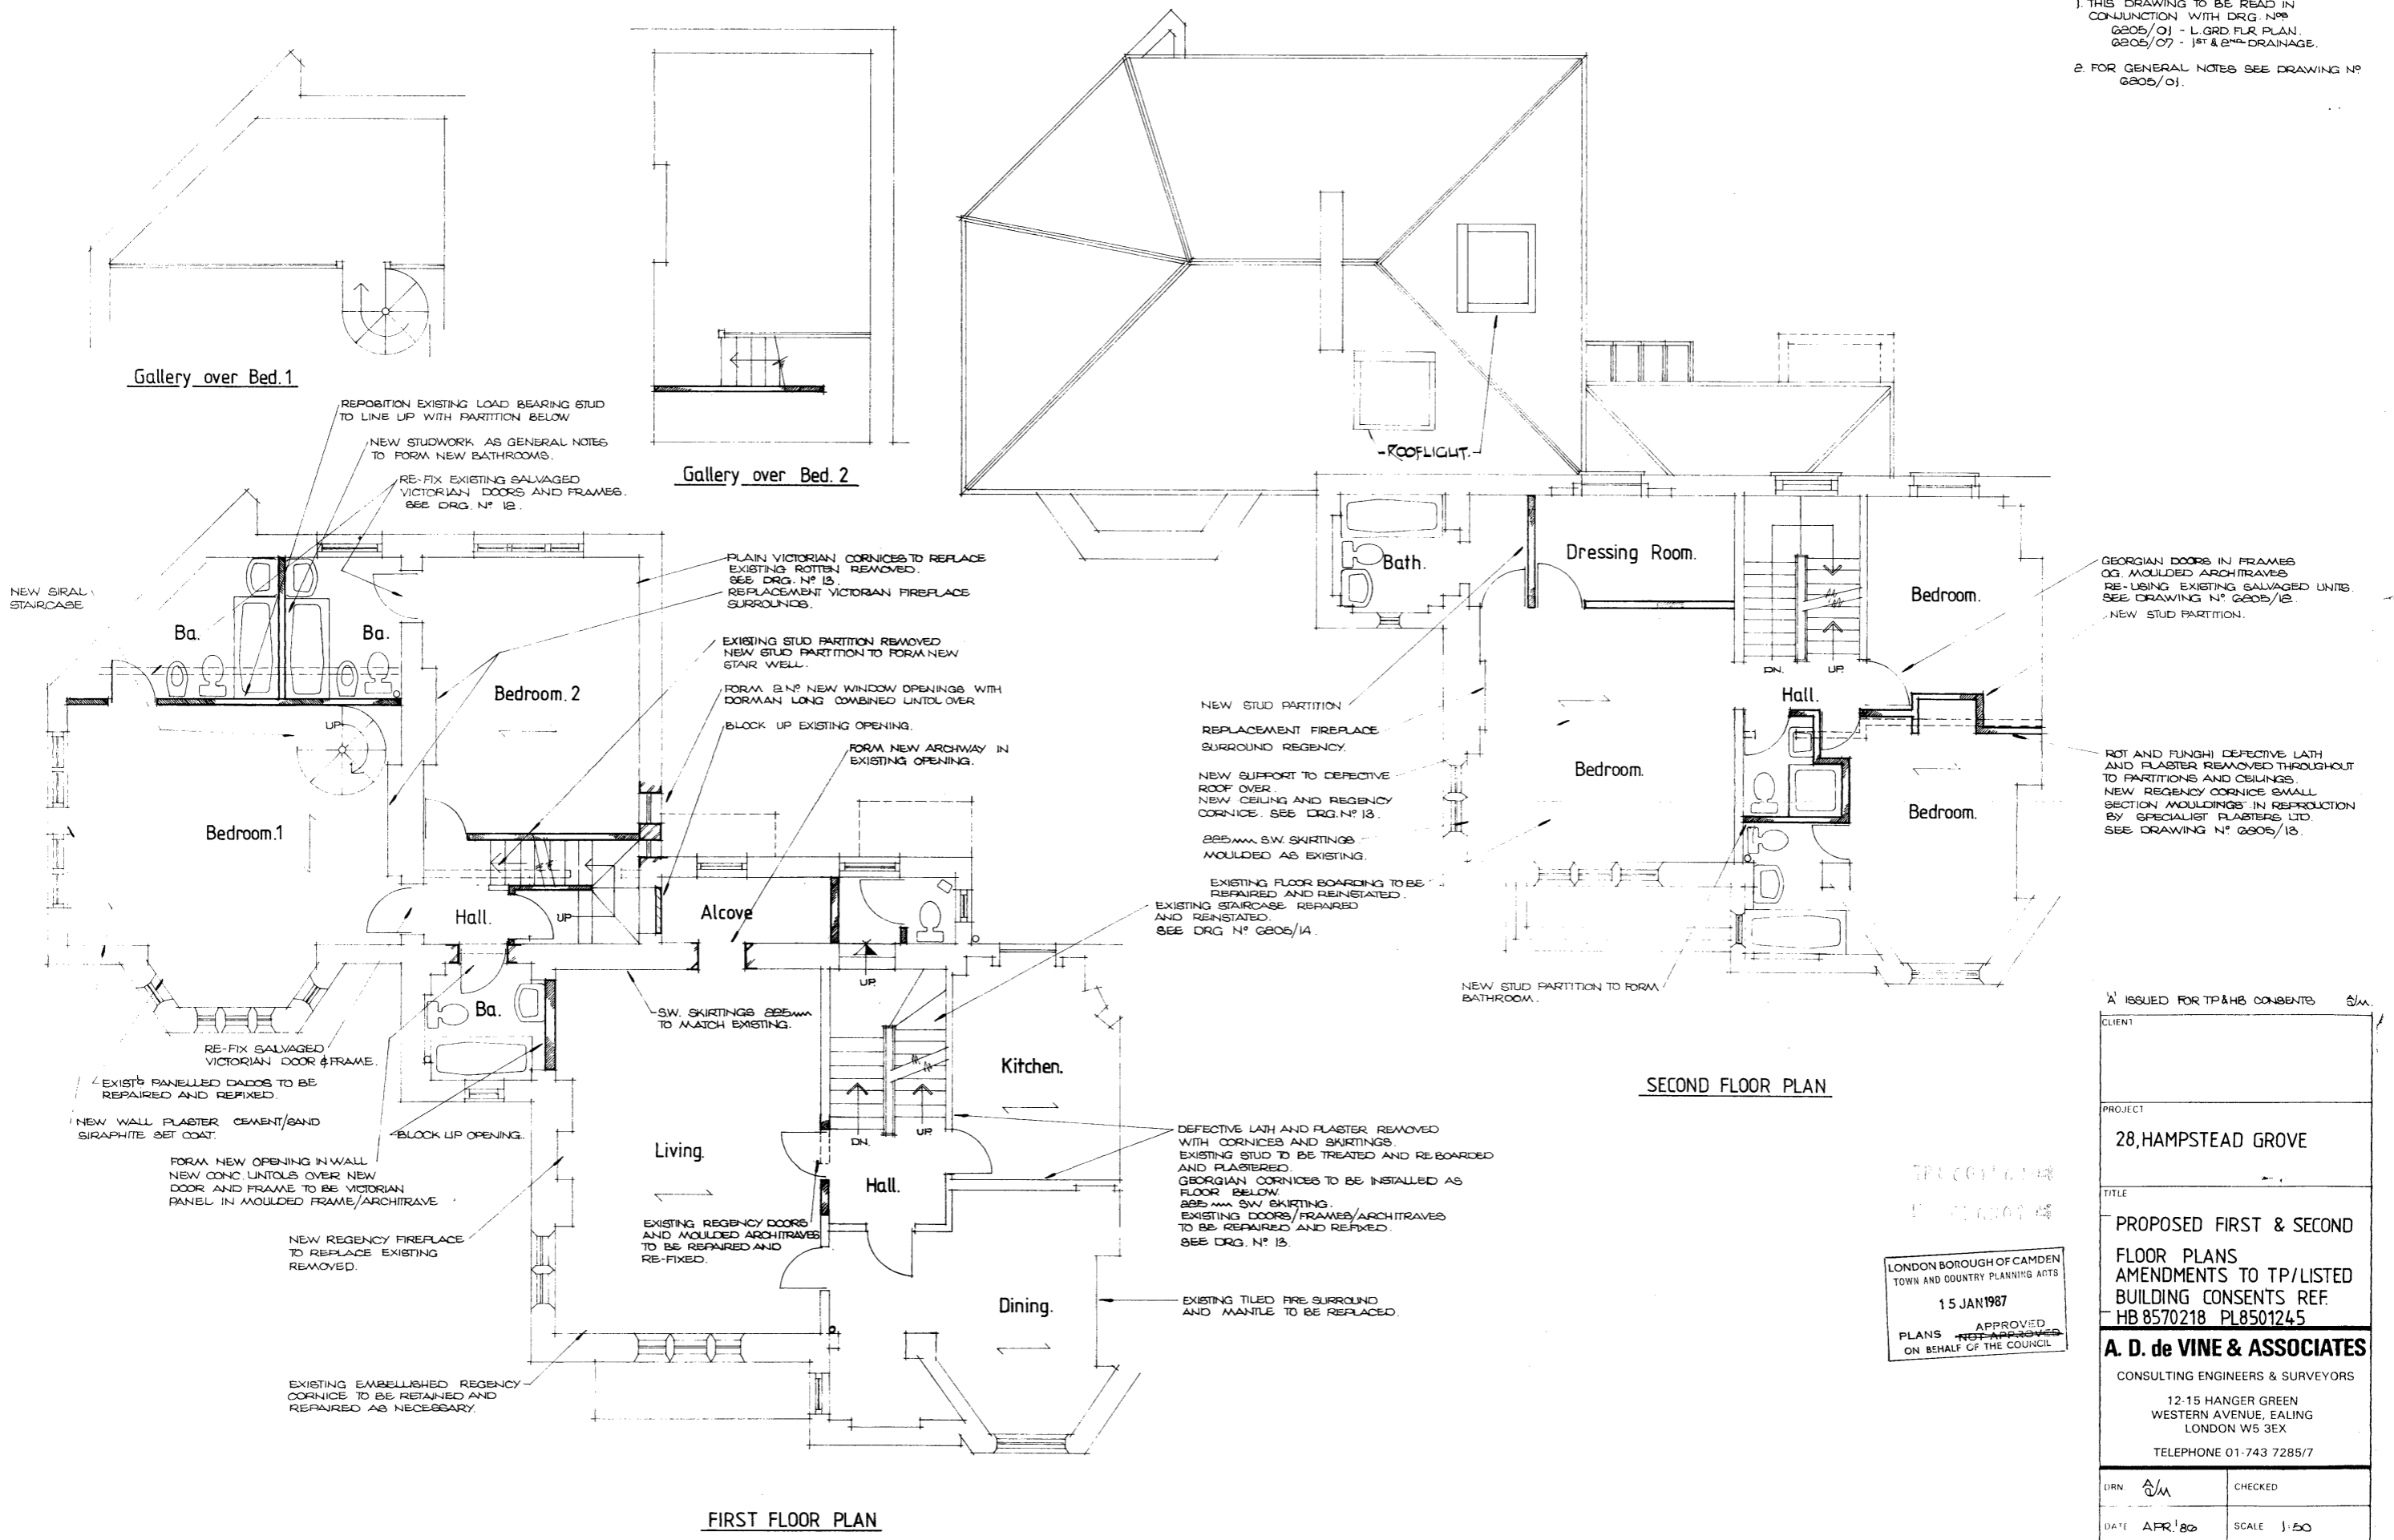 1. THIS DRAWING TO BE READ IN
CONJUNCTION WITH DRG. Nos
6805/01 - L.GRD. FLR PLAN.
6805/07 - 1ST & 2ND DRAINAGE.
2. FOR GENERAL NOTES SEE DRAWING No
6805/01.
Gallery over Bed.1
Gallery over Bed. 2
REPOSITION EXISTING LOAD BEARING STUD
TO LINE UP WITH PARTITION BELOW
NEW STUDWORK AS GENERAL NOTES
TO FORM NEW BATHROOMS.
RE-FIX EXISTING SALVAGED
VICTORIAN DOORS AND FRAMES.
SEE DRG. No 12.
NEW SIRAL
STAIRCASE
PLAIN VICTORIAN CORNICES TO REPLACE
EXISTING ROTTEN REMOVED.
SEE DRG. No 13.
REPLACEMENT VICTORIAN FIREPLACE
SURROUNDS.
EXISTING STUD PARTITION REMOVED
NEW STUD PARTITION TO FORM NEW
STAIR WELL.
FORM 2 No NEW WINDOW OPENINGS WITH
DORMAN LONG COMBINED LINTOL OVER
BLOCK UP EXISTING OPENING.
FORM NEW ARCHWAY IN
EXISTING OPENING.
Ba.
Ba.
Bedroom. 2
UP
Bedroom.1
Hall.
UP
Alcove
UP.
Ba.
S.W. SKIRTINGS 225mm
TO MATCH EXISTING.
RE-FIX SALVAGED
VICTORIAN DOOR & FRAME.
EXISTG PANELLED DADOS TO BE
REPAIRED AND REFIXED.
NEW WALL PLASTER CEMENT/SAND
SIRAPHITE SET COAT.
BLOCK UP OPENING.
FORM NEW OPENING IN WALL
NEW CONC. LINTOLS OVER NEW
DOOR AND FRAME TO BE VICTORIAN
PANEL IN MOULDED FRAME/ARCHITRAVE
NEW REGENCY FIREPLACE
TO REPLACE EXISTING
REMOVED.
EXISTING EMBELLISHED REGENCY
CORNICE TO BE RETAINED AND
REPAIRED AS NECESSARY.
Living.
EXISTING REGENCY DOORS
AND MOULDED ARCHITRAVES
TO BE REPAIRED AND
RE-FIXED.
DN.
UP.
Kitchen.
Hall.
Dining.
DEFECTIVE LATH AND PLASTER REMOVED
WITH CORNICES AND SKIRTINGS.
EXISTING STUD TO BE TREATED AND REBOARDED
AND PLASTERED.
GEORGIAN CORNICES TO BE INSTALLED AS
FLOOR BELOW.
225 mm SW SKIRTING.
EXISTING DOORS/FRAMES/ARCHITRAVES
TO BE REPAIRED AND REFIXED.
SEE DRG. No 13.
EXISTING TILED FIRE SURROUND
AND MANTLE TO BE REPLACED.
FIRST FLOOR PLAN
ROOFLIGHT.
Bath.
Dressing Room.
Bedroom.
DN.
UP.
Hall.
Bedroom.
Bedroom.
NEW STUD PARTITION
REPLACEMENT FIREPLACE
SURROUND REGENCY.
NEW SUPPORT TO DEFECTIVE
ROOF OVER.
NEW CEILING AND REGENCY
CORNICE. SEE DRG. No 13.
225mm S.W. SKIRTINGS
MOULDED AS EXISTING.
EXISTING FLOOR BOARDING TO BE
REPAIRED AND REINSTATED.
EXISTING STAIRCASE REPAIRED
AND REINSTATED.
SEE DRG No 6805/14.
NEW STUD PARTITION TO FORM
BATHROOM.
GEORGIAN DOORS IN FRAMES
OG. MOULDED ARCHITRAVES
RE-USING EXISTING SALVAGED UNITS.
SEE DRAWING No 6805/12.
NEW STUD PARTITION.
ROT AND FUNGHI DEFECTIVE LATH
AND PLASTER REMOVED THROUGHOUT
TO PARTITIONS AND CEILINGS.
NEW REGENCY CORNICE SMALL
SECTION MOULDINGS IN REPRODUCTION
BY SPECIALIST PLASTERS LTD.
SEE DRAWING No 6805/13.
SECOND FLOOR PLAN
LONDON BOROUGH OF CAMDEN
TOWN AND COUNTRY PLANNING ACTS
15 JAN 1987
APPROVED
PLANS NOT APPROVED
ON BEHALF OF THE COUNCIL
'A' ISSUED FOR TP & HB CONSENTS
CLIENT
PROJECT
28, HAMPSTEAD GROVE
TITLE
PROPOSED FIRST & SECOND
FLOOR PLANS
AMENDMENTS TO TP/LISTED
BUILDING CONSENTS REF.
HB 8570218 PL8501245
A. D. de VINE & ASSOCIATES
CONSULTING ENGINEERS & SURVEYORS
12-15 HANGER GREEN
WESTERN AVENUE, EALING
LONDON W5 3EX
TELEPHONE 01-743 7285/7
DRN.
CHECKED
DATE APR.'86
SCALE 1:50